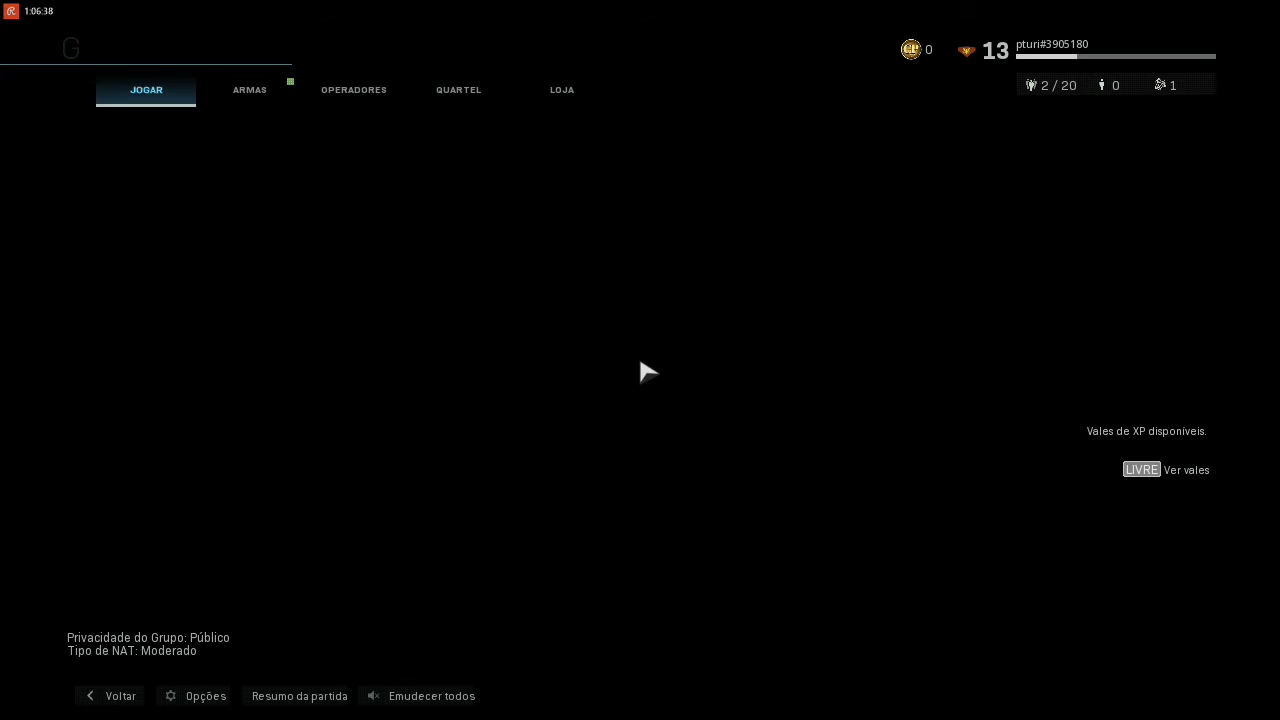 1:06:38
G
0
13
pturi#3905180
JOGAR
ARMAS
OPERADORES
QUARTEL
LOJA
2 / 20
0
1
Vales de XP disponíveis.
LIVRE Ver vales
Privacidade do Grupo: Público
Tipo de NAT: Moderado
Voltar
Opções
Resumo da partida
Emudecer todos